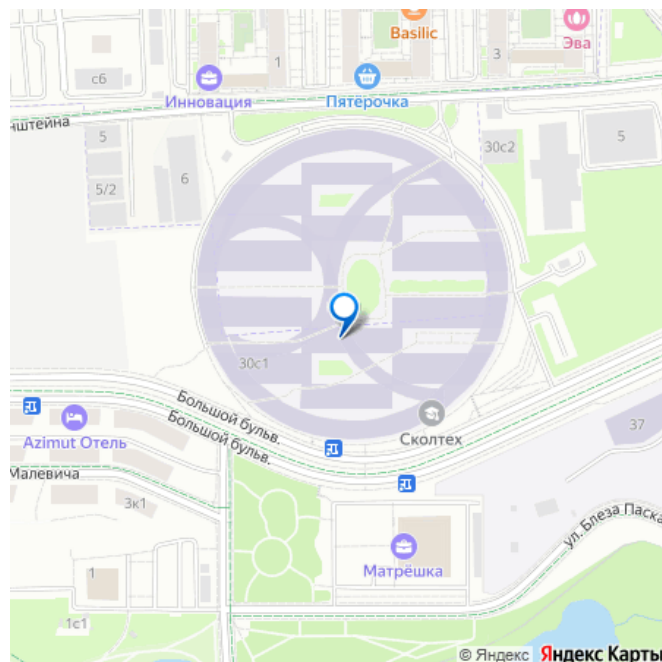 Basilic
Эва
с6
1
3
Инновация
Пятёрочка
нштейна
5
30с2
5
6
5/2
30с1
Большой бульв.
Большой бульв.
Сколтех
37
Azimut Отель
Малевича
3к1
ул. Блеза Паска
Матрёшка
1
1с1
© Яндекс Яндекс Карты